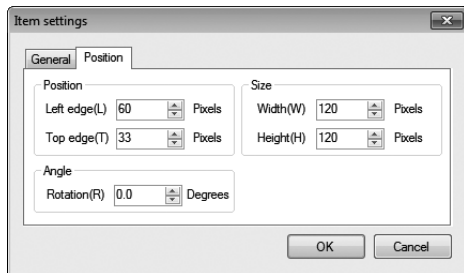 Item settings
General Position
Position
Left edge(L) 60 Pixels
Top edge(T) 33 Pixels
Size
Width(W) 120 Pixels
Height(H) 120 Pixels
Angle
Rotation(R) 0.0 Degrees
OK Cancel